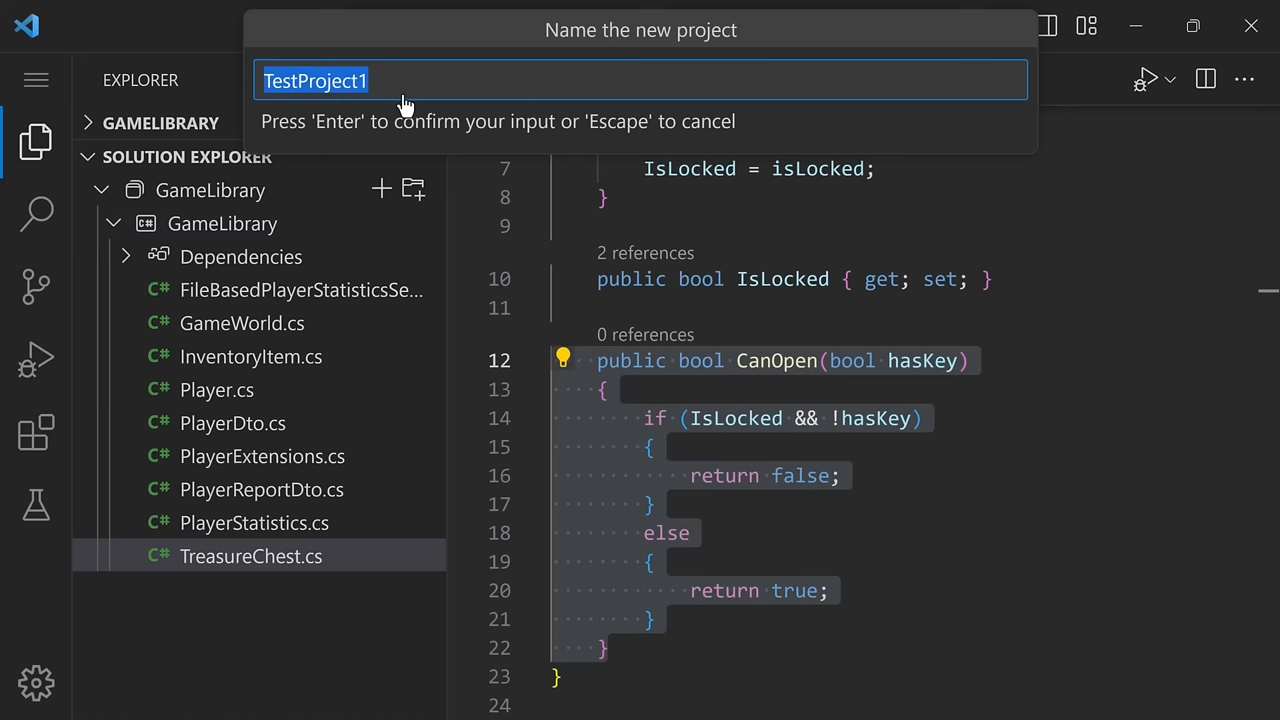 Name the new project
TestProject1
Press 'Enter' to confirm your input or 'Escape' to cancel
EXPLORER
GAMELIBRARY
SOLUTION EXPLORER
GameLibrary
GameLibrary
Dependencies
C# FileBasedPlayerStatisticsSe...
C# GameWorld.cs
C# InventoryItem.cs
C# Player.cs
C# PlayerDto.cs
C# PlayerExtensions.cs
C# PlayerReportDto.cs
C# PlayerStatistics.cs
C# TreasureChest.cs
7 IsLocked = isLocked;
8 }
9
2 references
10 public bool IsLocked { get; set; }
11
0 references
12 public bool CanOpen(bool hasKey)
13 {
14 if (IsLocked && !hasKey)
15 {
16 return false;
17 }
18 else
19 {
20 return true;
21 }
22 }
23 }
24